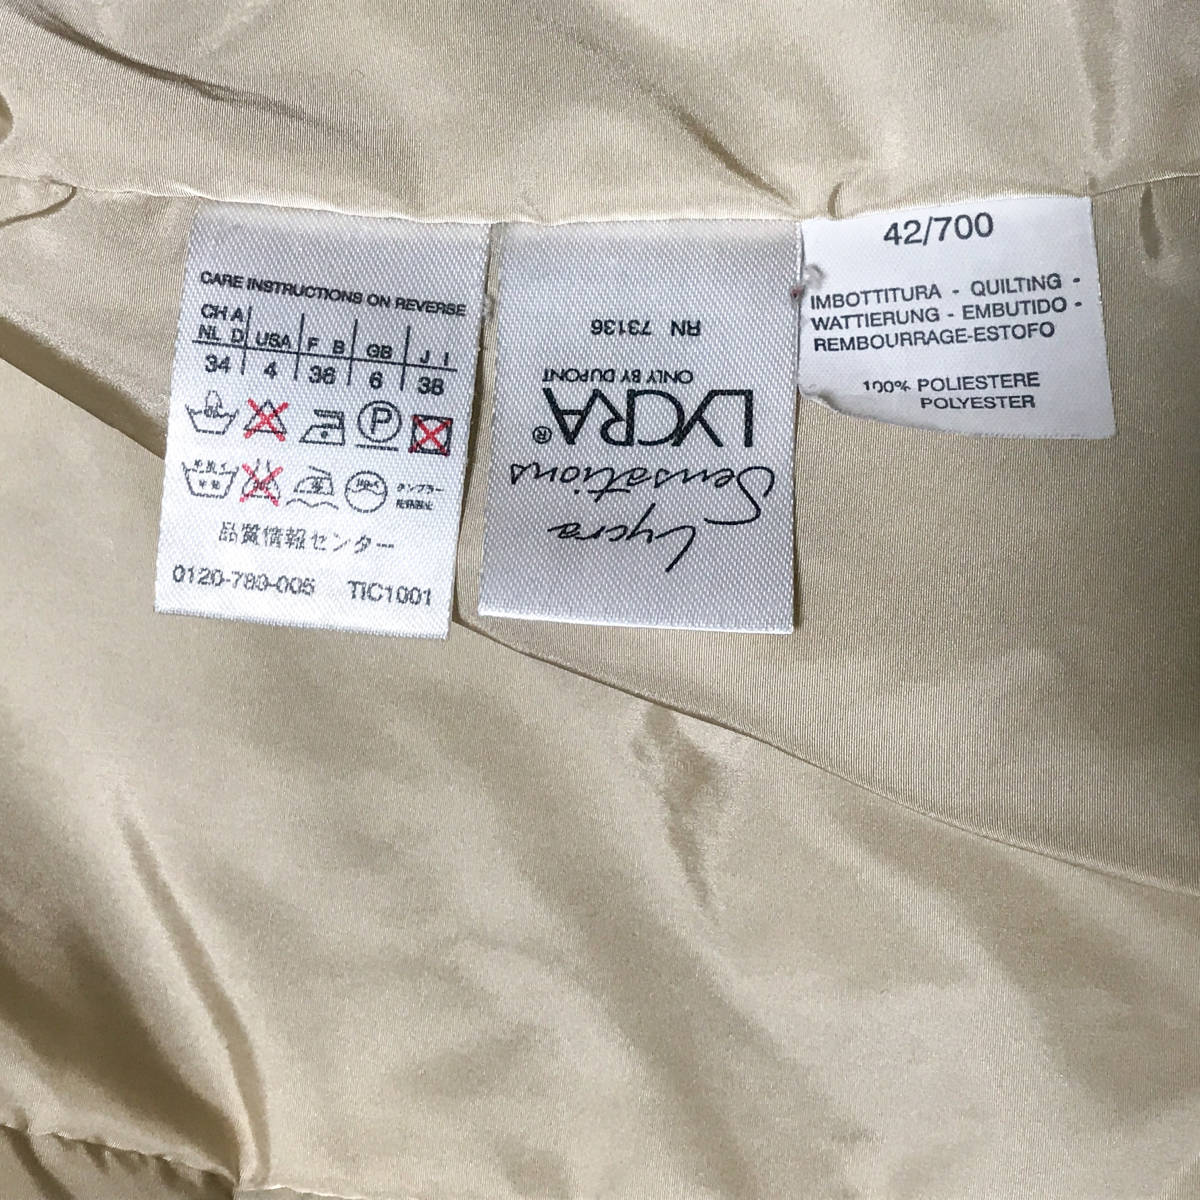 CARE INSTRUCTIONS ON REVERSE
CH A
NL D USA F B GB J I
34 4 36 6 38
P
品質情報センター
0120-783-005 TIC1001
RN 73136
ONLY BY DUPONT
LYCRA®
Sensations
Lycra
42/700
IMBOTTITURA - QUILTING -
WATTIERUNG - EMBUTIDO -
REMBOURRAGE-ESTOFO
100% POLIESTERE
POLYESTER